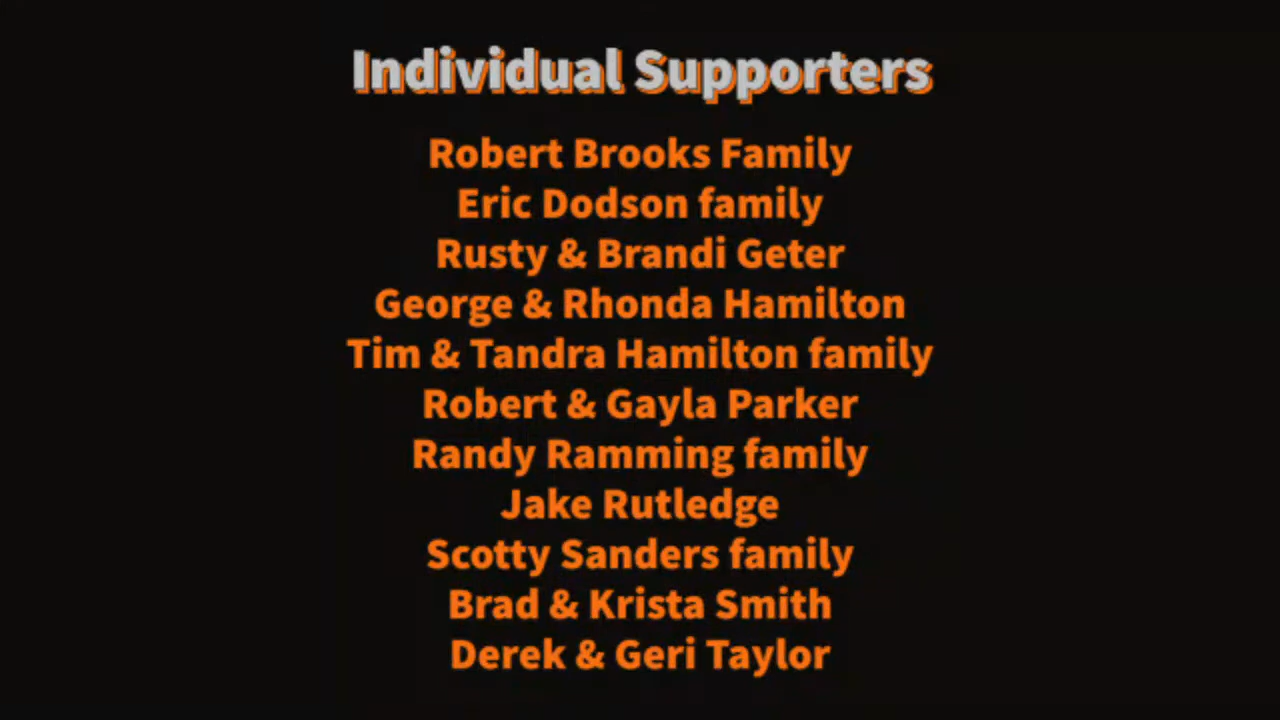 Individual Supporters
Robert Brooks Family
Eric Dodson family
Rusty & Brandi Geter
George & Rhonda Hamilton
Tim & Tandra Hamilton family
Robert & Gayla Parker
Randy Ramming family
Jake Rutledge
Scotty Sanders family
Brad & Krista Smith
Derek & Geri Taylor